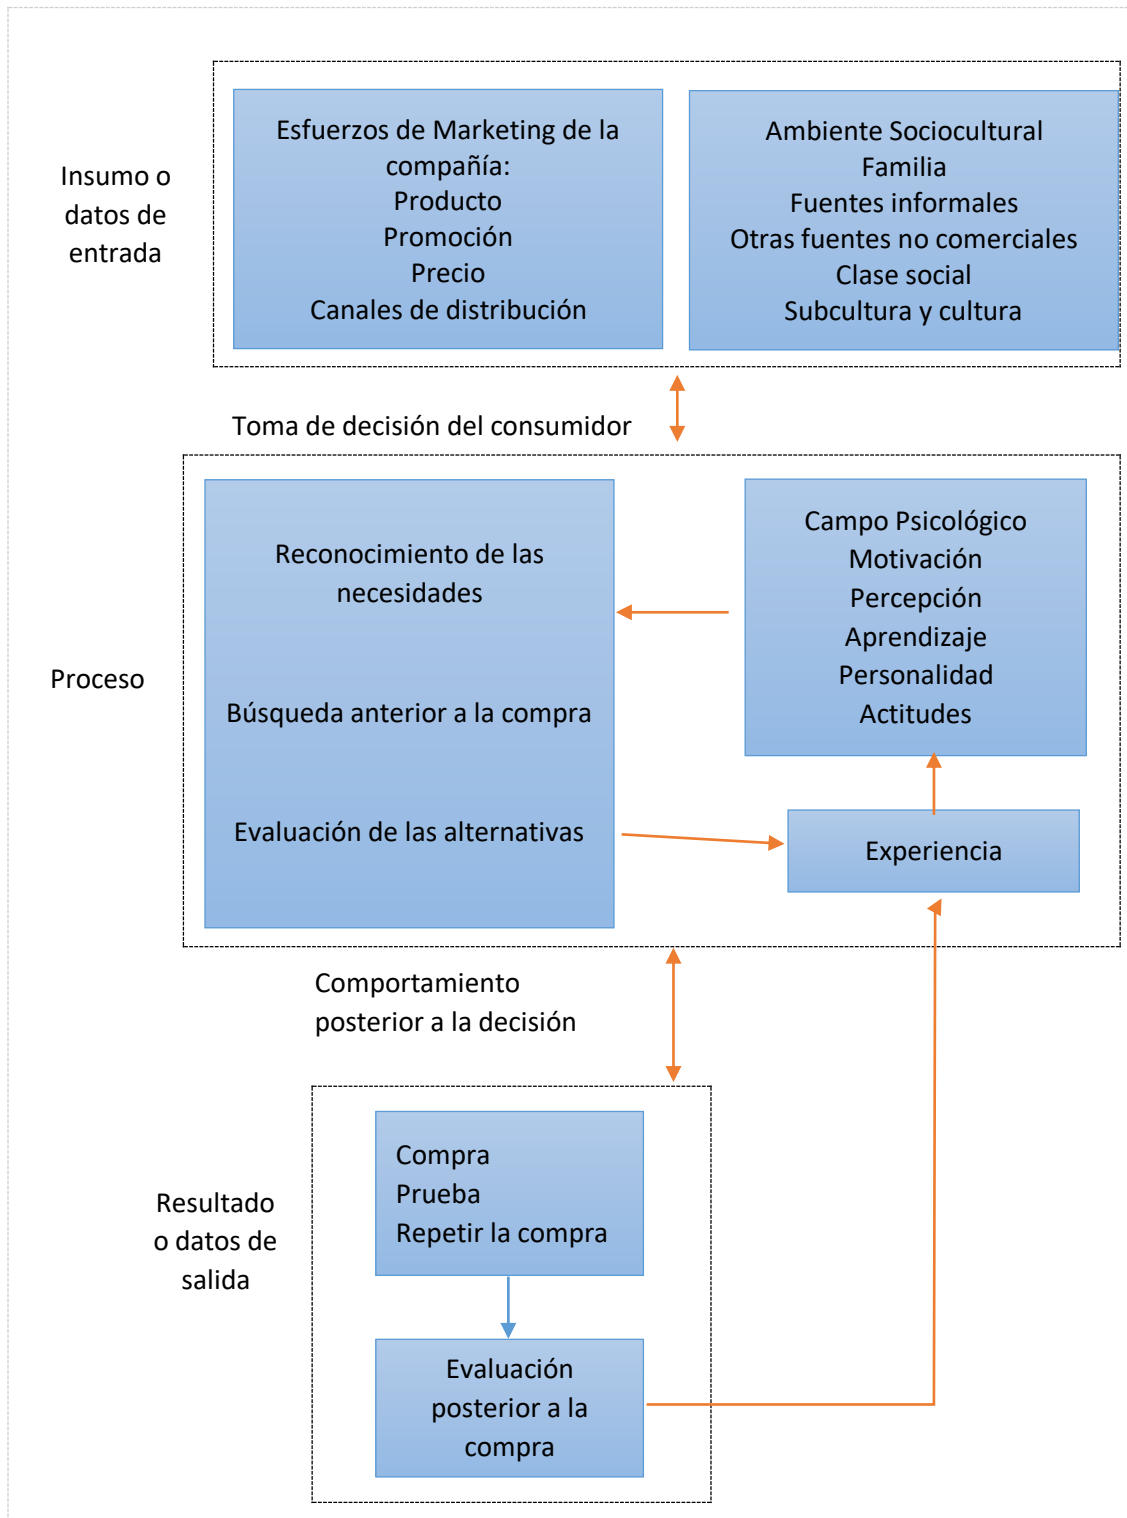 Insumo o
datos de
entrada
Esfuerzos de Marketing de la
compañía:
Producto
Promoción
Precio
Canales de distribución
Ambiente Sociocultural
Familia
Fuentes informales
Otras fuentes no comerciales
Clase social
Subcultura y cultura
Toma de decisión del consumidor
Proceso
Reconocimiento de las
necesidades
Búsqueda anterior a la compra
Evaluación de las alternativas
Campo Psicológico
Motivación
Percepción
Aprendizaje
Personalidad
Actitudes
Experiencia
Comportamiento
posterior a la decisión
Resultado
o datos de
salida
Compra
Prueba
Repetir la compra
Evaluación
posterior a la
compra